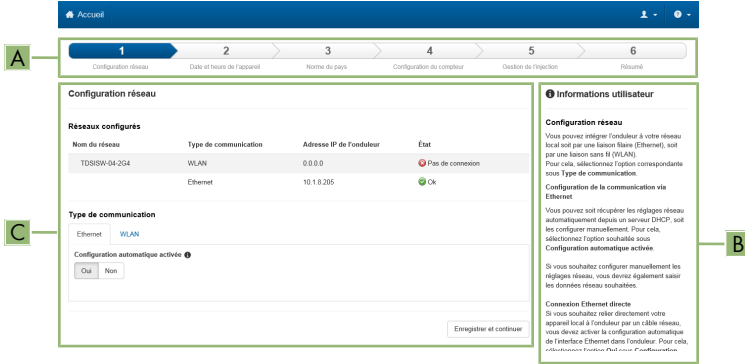 Accueil
A
1 2 3 4 5 6
Configuration réseau Date et heure de l'appareil Norme du pays Configuration du compteur Gestion de l'injection Résumé
Configuration réseau
Réseaux configurés
Nom du réseau Type de communication Adresse IP de l'onduleur État
TDSISW-04-2G4 WLAN 0.0.0.0 Pas de connexion
Ethernet 10.1.8.205 Ok
C
Type de communication
Ethernet WLAN
Configuration automatique activée
Oui Non
Enregistrer et continuer
Informations utilisateur
Configuration réseau
Vous pouvez intégrer l'onduleur à votre réseau
local soit par une liaison filaire (Ethernet), soit
par une liaison sans fil (WLAN).
Pour cela, sélectionnez l'option correspondante
sous Type de communication.
Configuration de la communication via
Ethernet
Vous pouvez soit récupérer les réglages réseau
automatiquement depuis un serveur DHCP, soit
les configurer manuellement. Pour cela,
sélectionnez l'option souhaitée sous
Configuration automatique activée.
B
Si vous souhaitez configurer manuellement les
réglages réseau, vous devrez également saisir
les données réseau souhaitées.
Connexion Ethernet directe
Si vous souhaitez relier directement votre
appareil local à l'onduleur par un câble réseau,
vous devez activer la configuration automatique
de l'interface Ethernet dans l'onduleur. Pour cela,
sélectionnez l'option Oui sous Configuration